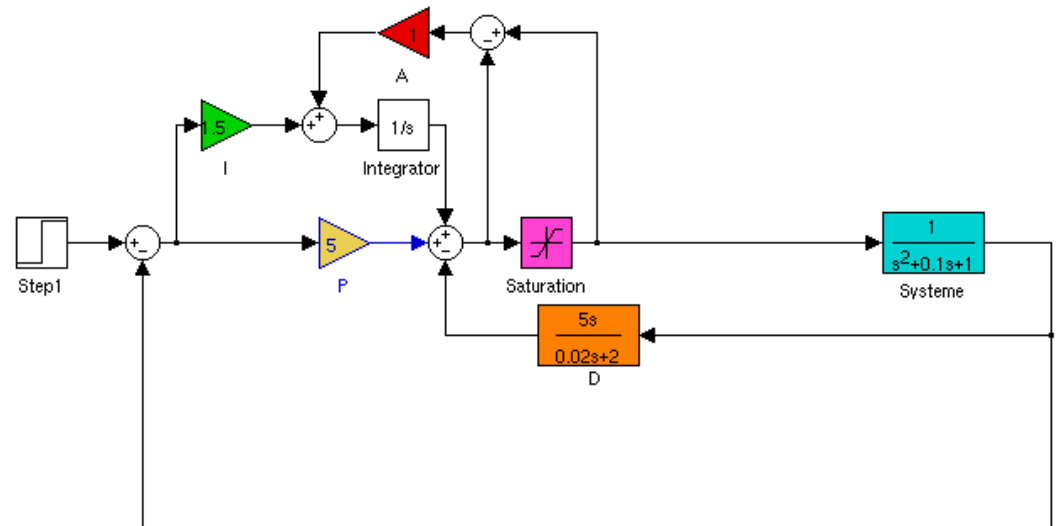 1
A
1.5
I
1/s
Integrator
Step1
5
P
Saturation
1
s²+0.1s+1
Systeme
5s
0.02s+2
D